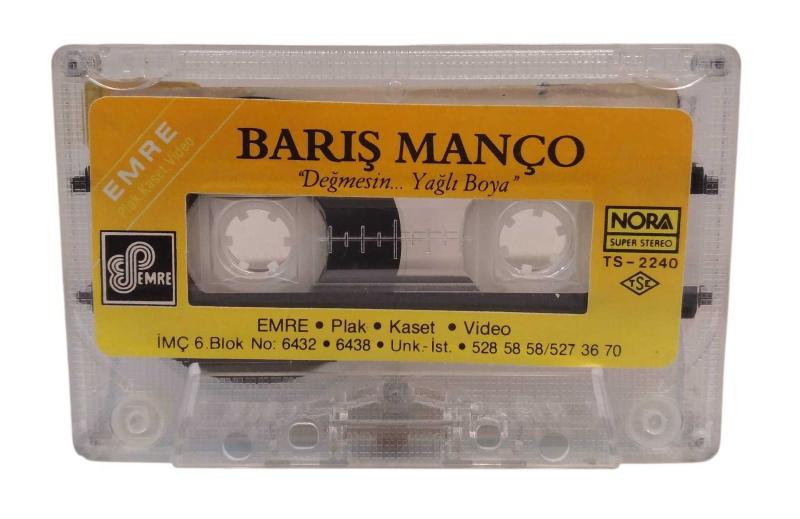 EMRE
Plak Kaset Video
BARIŞ MANÇO
"Değmesin... Yağlı Boya"
EMRE
NORA
SUPER STEREO
TS-2240
TSE
EMRE • Plak • Kaset • Video
İMÇ 6.Blok No: 6432 • 6438 • Unk.-İst. • 528 58 58/527 36 70